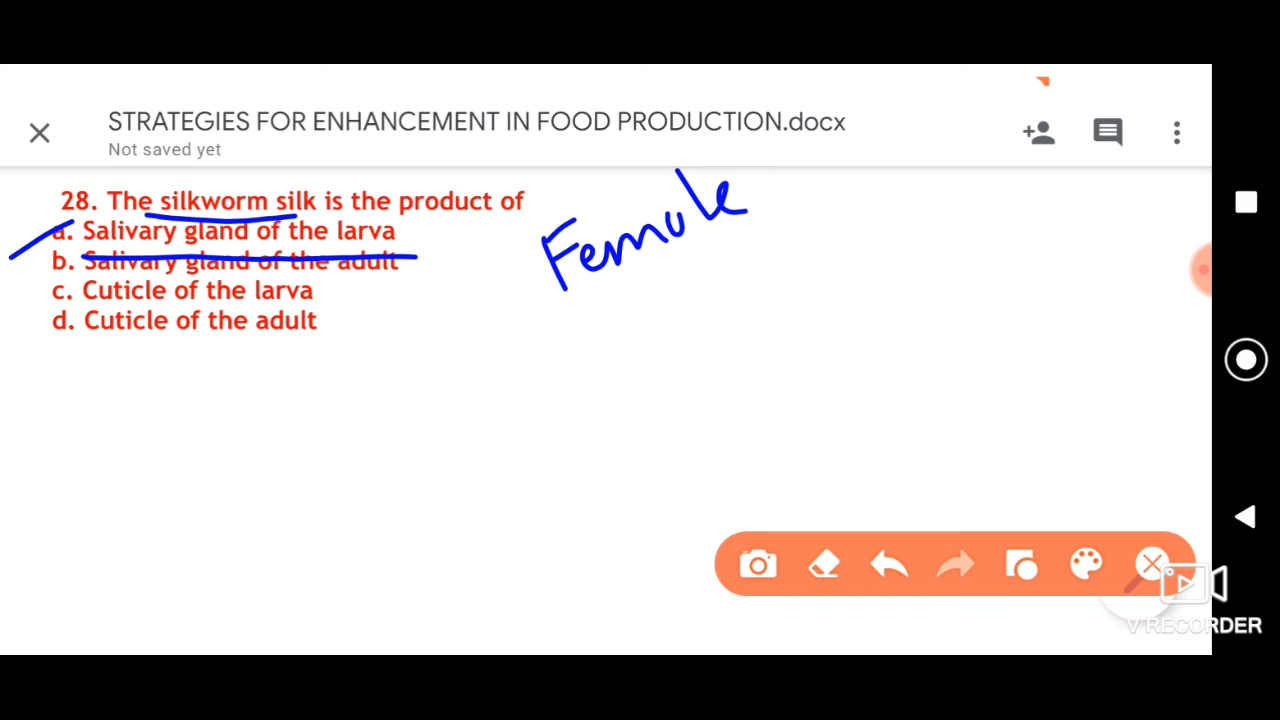 STRATEGIES FOR ENHANCEMENT IN FOOD PRODUCTION.docx
Not saved yet
28. The silkworm silk is the product of
a. Salivary gland of the larva
b. Salivary gland of the adult
c. Cuticle of the larva
d. Cuticle of the adult
Female
V RECORDER